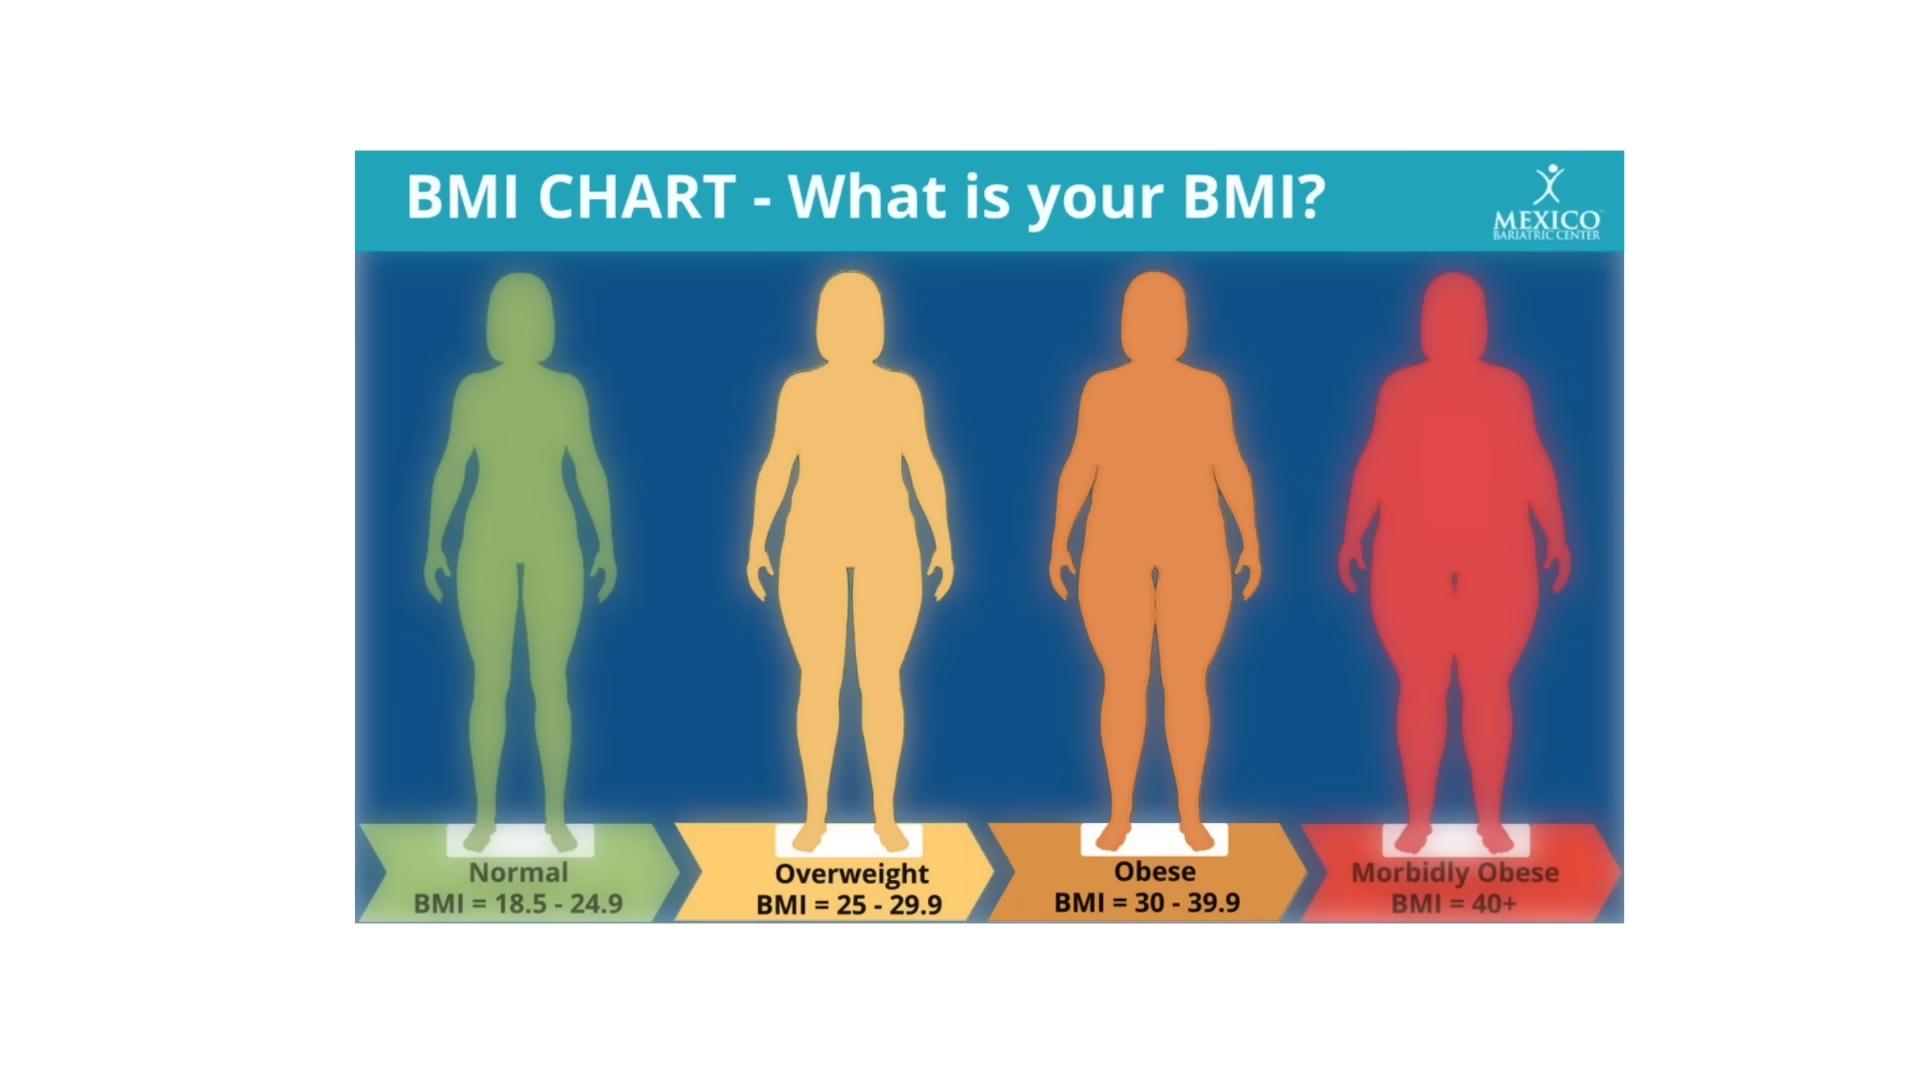 BMI CHART - What is your BMI?
MEXICO
BARIATRIC CENTER
Normal
BMI = 18.5 - 24.9
Overweight
BMI = 25 - 29.9
Obese
BMI = 30 - 39.9
Morbidly Obese
BMI = 40+